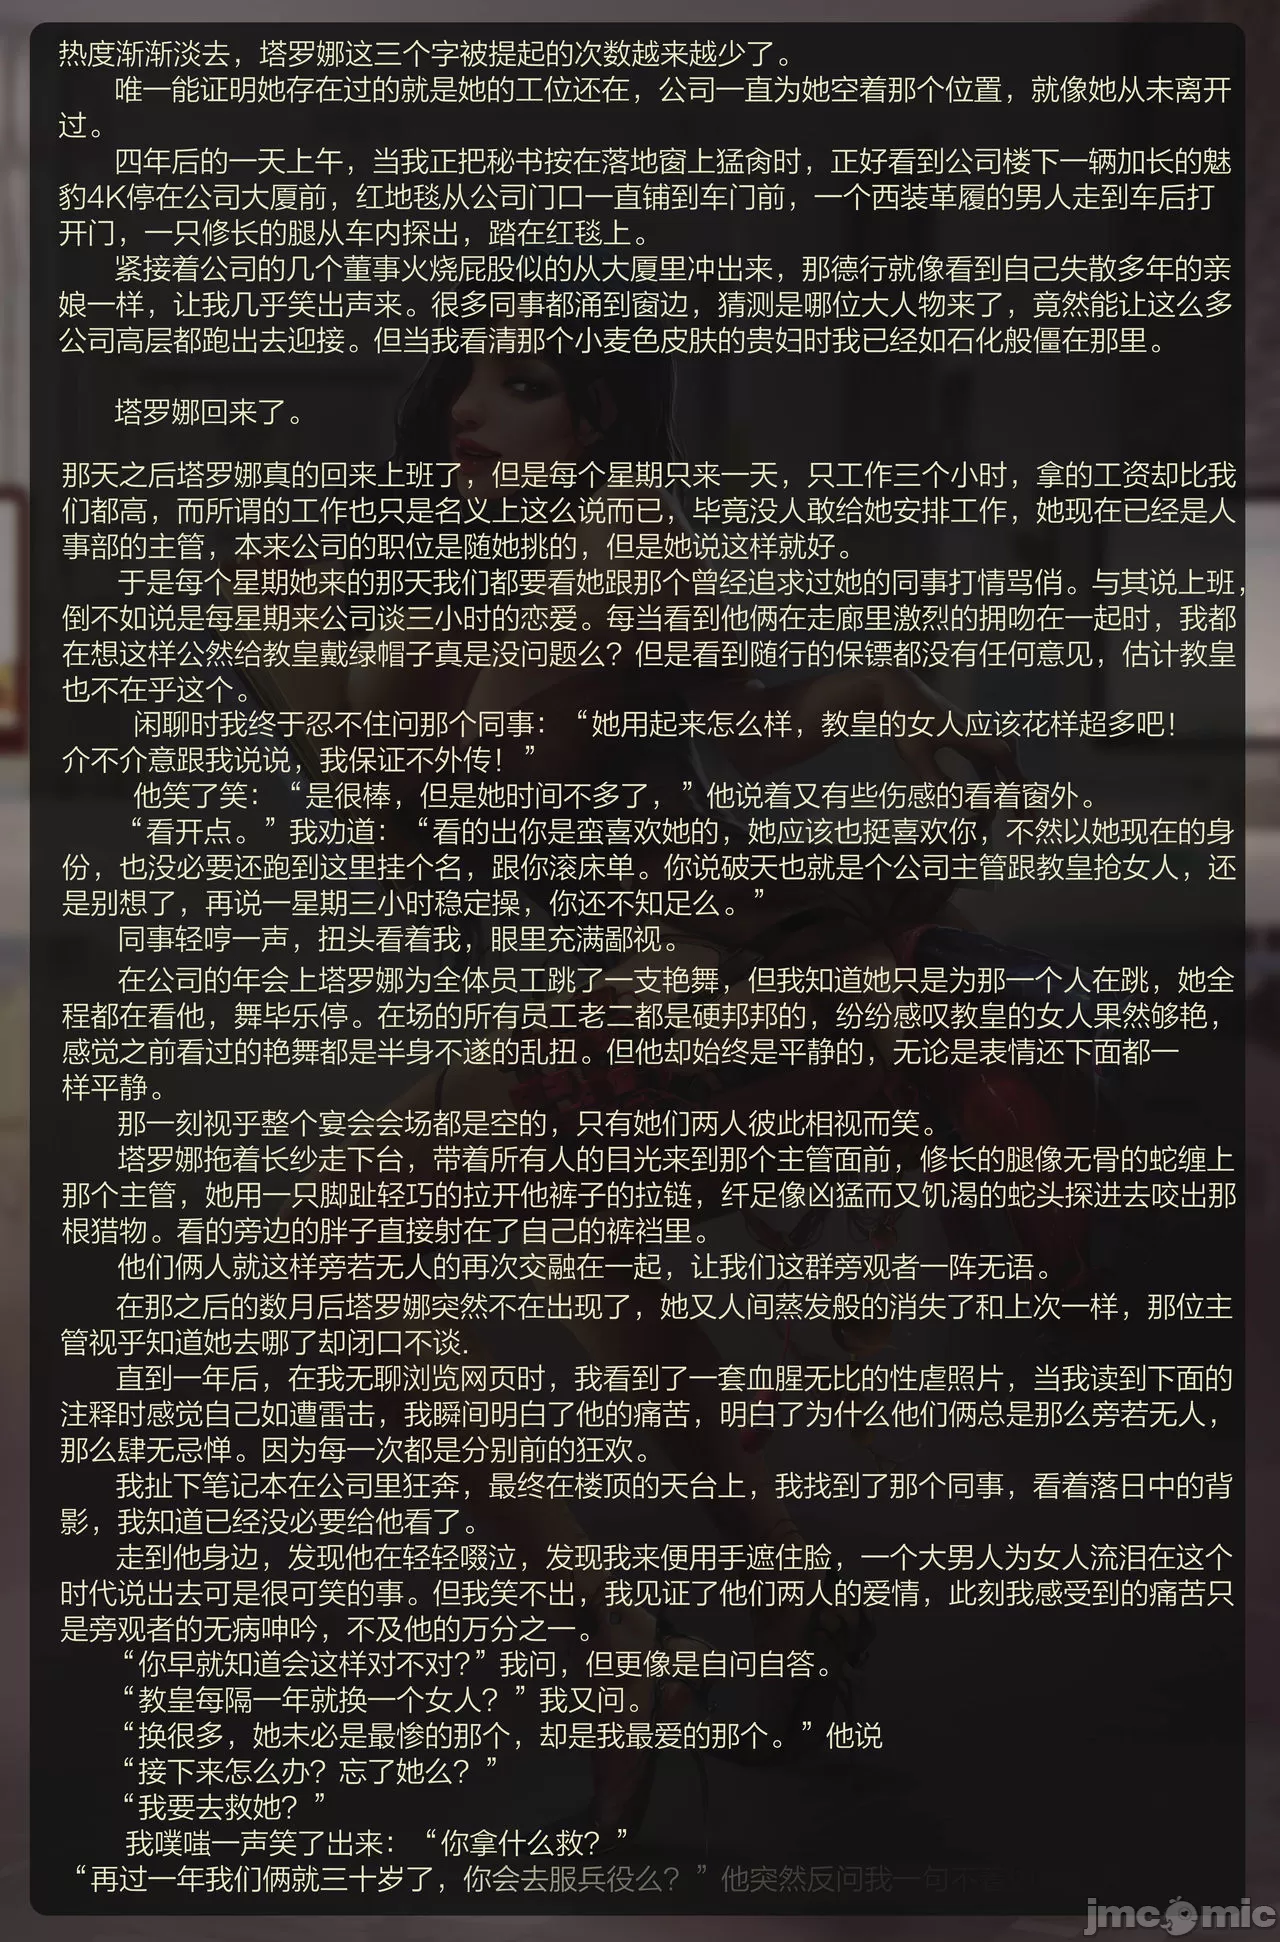 热度渐渐淡去，塔罗娜这三个字被提起的次数越来越少了。
唯一能证明她存在过的就是她的工位还在，公司一直为她空着那个位置，就像她从未离开
过。
四年后的一天上午，当我正把秘书按在落地窗上猛肏时，正好看到公司楼下一辆加长的魅
豹4K停在公司大厦前，红地毯从公司门口一直铺到车门前，一个西装革履的男人走到车后打
开门，一只修长的腿从车内探出，踏在红毯上。
紧接着公司的几个董事火烧屁股似的从大厦里冲出来，那德行就像看到自己失散多年的亲
娘一样，让我几乎笑出声来。很多同事都涌到窗边，猜测是哪位大人物来了，竟然能让这么多
公司高层都跑出去迎接。但当我看清那个小麦色皮肤的贵妇时我已经如石化般僵在那里。
塔罗娜回来了。
那天之后塔罗娜真的回来上班了，但是每个星期只来一天，只工作三个小时，拿的工资却比我
们都高，而所谓的工作也只是名义上这么说而已，毕竟没人敢给她安排工作，她现在已经是人
事部的主管，本来公司的职位是随她挑的，但是她说这样就好。
于是每个星期她来的那天我们都要看她跟那个曾经追求过她的同事打情骂俏。与其说上班，
倒不如说是每星期来公司谈三小时的恋爱。每当看到他俩在走廊里激烈的拥吻在一起时，我都
在想这样公然给教皇戴绿帽子真是没问题么？但是看到随行的保镖都没有任何意见，估计教皇
也不在乎这个。
闲聊时我终于忍不住问那个同事：“她用起来怎么样，教皇的女人应该花样超多吧！
介不介意跟我说说，我保证不外传！”
他笑了笑：“是很棒，但是她时间不多了，”他说着又有些伤感的看着窗外。
“看开点。”我劝道：“看的出你是蛮喜欢她的，她应该也挺喜欢你，不然以她现在的身
份，也没必要还跑到这里挂个名，跟你滚床单。你说破天也就是个公司主管跟教皇抢女人，还
是别想了，再说一星期三小时稳定操，你还不知足么。”
同事轻哼一声，扭头看着我，眼里充满鄙视。
在公司的年会上塔罗娜为全体员工跳了一支艳舞，但我知道她只是为那一个人在跳，她全
程都在看他，舞毕乐停。在场的所有员工老二都是硬邦邦的，纷纷感叹教皇的女人果然够艳，
感觉之前看过的艳舞都是半身不遂的乱扭。但他却始终是平静的，无论是表情还下面都一
样平静。
那一刻视乎整个宴会会场都是空的，只有她们两人彼此相视而笑。
塔罗娜拖着长纱走下台，带着所有人的目光来到那个主管面前，修长的腿像无骨的蛇缠上
那个主管，她用一只脚趾轻巧的拉开他裤子的拉链，纤足像凶猛而又饥渴的蛇头探进去咬出那
根猎物。看的旁边的胖子直接射在了自己的裤裆里。
他们俩人就这样旁若无人的再次交融在一起，让我们这群旁观者一阵无语。
在那之后的数月后塔罗娜突然不在出现了，她又人间蒸发般的消失了和上次一样，那位主
管视乎知道她去哪了却闭口不谈.
直到一年后，在我无聊浏览网页时，我看到了一套血腥无比的性虐照片，当我读到下面的
注释时感觉自己如遭雷击，我瞬间明白了他的痛苦，明白了为什么他们俩总是那么旁若无人，
那么肆无忌惮。因为每一次都是分别前的狂欢。
我扯下笔记本在公司里狂奔，最终在楼顶的天台上，我找到了那个同事，看着落日中的背
影，我知道已经没必要给他看了。
走到他身边，发现他在轻轻啜泣，发现我来便用手遮住脸，一个大男人为女人流泪在这个
时代说出去可是很可笑的事。但我笑不出，我见证了他们两人的爱情，此刻我感受到的痛苦只
是旁观者的无病呻吟，不及他的万分之一。
“你早就知道会这样对不对？”我问，但更像是自问自答。
“教皇每隔一年就换一个女人？”我又问。
“换很多，她未必是最惨的那个，却是我最爱的那个。”他说
“接下来怎么办？忘了她么？”
“我要去救她？”
我噗嗤一声笑了出来：“你拿什么救？”
“再过一年我们俩就三十岁了，你会去服兵役么？”他突然反问我一句不着
jmcomic